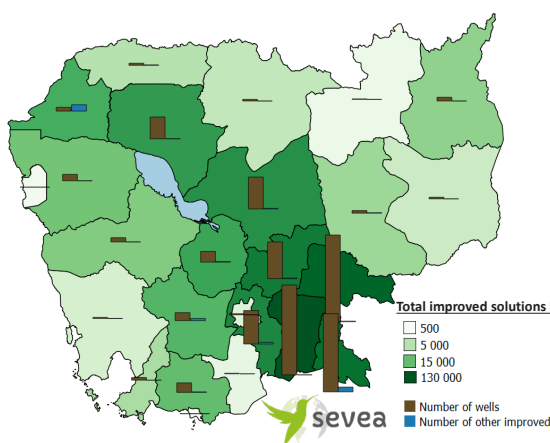 Total improved solutions
500
5 000
15 000
130 000
Number of wells
Number of other improved
sevea